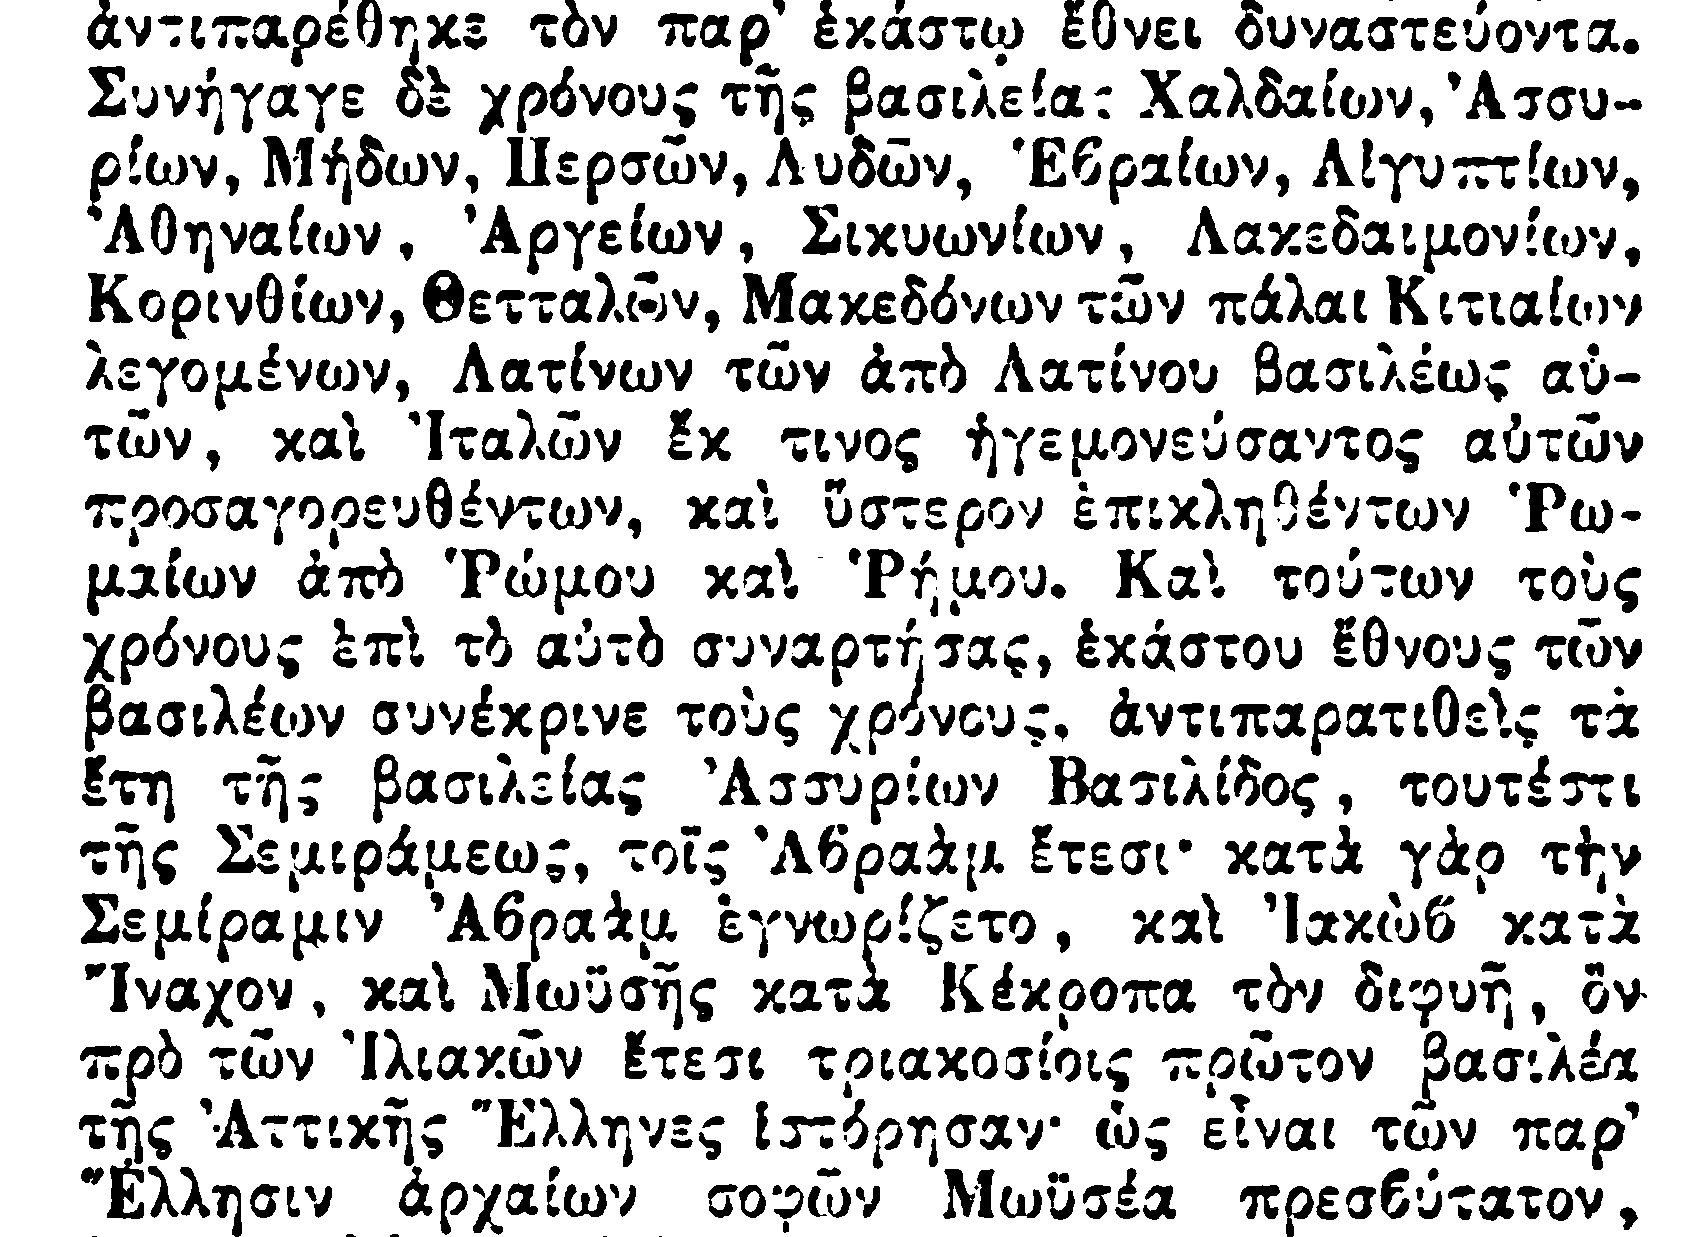 ἀντιπαρέθηκε τὸν παρ’ ἑκάστῳ ἔθνει δυναστεύοντα.
Συνήγαγε δὲ χρόνους τῆς βασιλείας Χαλδαίων, Ἀσσυ-
ρίων, Μήδων, Περσῶν, Λυδῶν, Ἑϐραίων, Αἰγυπτίων,
Ἀθηναίων, Ἀργείων, Σικυωνίων, Λακεδαιμονίων,
Κορινθίων, Θετταλῶν, Μακεδόνων τῶν πάλαι Κιτιαίων
λεγομένων, Λατίνων τῶν ἀπὸ Λατίνου βασιλέως αὐ-
τῶν, καὶ Ἰταλῶν ἔκ τινος ἡγεμονεύσαντος αὐτῶν
προσαγορευθέντων, καὶ ὕστερον ἐπικληθέντων Ῥω-
μαίων ἀπὸ Ῥώμου καὶ Ῥήμου. Καὶ τούτων τοὺς
χρόνους ἐπὶ τὸ αὐτὸ συναρτήσας, ἑκάστου ἔθνους τῶν
βασιλέων συνέκρινε τοὺς χρόνους, ἀντιπαρατιθεὶς τὰ
ἔτη τῆς βασιλείας Ἀσσυρίων Βασιλίδος, τουτέστι
τῆς Σεμιράμεως, τοῖς Ἀϐραὰμ ἔτεσι· κατὰ γὰρ τὴν
Σεμίραμιν Ἀϐραὰμ ἐγνωρίζετο, καὶ Ἰακὼϐ κατὰ
Ἴναχον, καὶ Μωϋσῆς κατὰ Κέκροπα τὸν διφυῆ, ὃν
πρὸ τῶν Ἰλιακῶν ἔτεσι τριακοσίοις πρῶτον βασιλέα
τῆς Ἀττικῆς Ἕλληνες ἱστόρησαν· ὡς εἶναι τῶν παρ’
Ἕλλησιν ἀρχαίων σοφῶν Μωϋσέα πρεσϐύτατον,